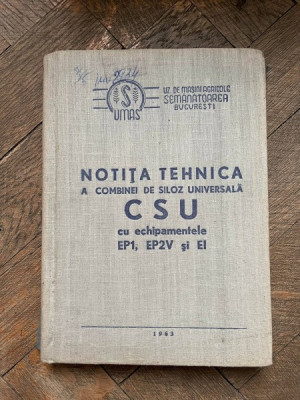 UZ. DE MAȘINI AGRICOLE
SEMANATOAREA
BUCUREȘTI
S
UMAS
NOTIȚA TEHNICA
A COMBINEI DE SILOZ UNIVERSALĂ
CSU
cu echipamentele
EP1, EP2V și EI
1963